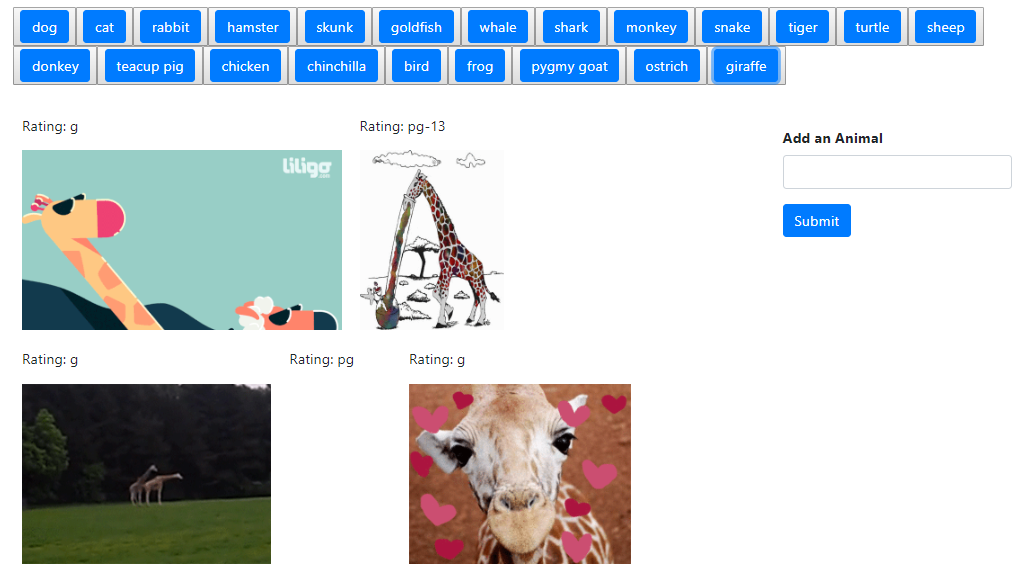 dog cat rabbit hamster skunk goldfish whale shark monkey snake tiger turtle sheep
donkey teacup pig chicken chinchilla bird frog pygmy goat ostrich giraffe
Rating: g
Rating: pg-13
Add an Animal
liligo
.com
Submit
Rating: g
Rating: pg
Rating: g